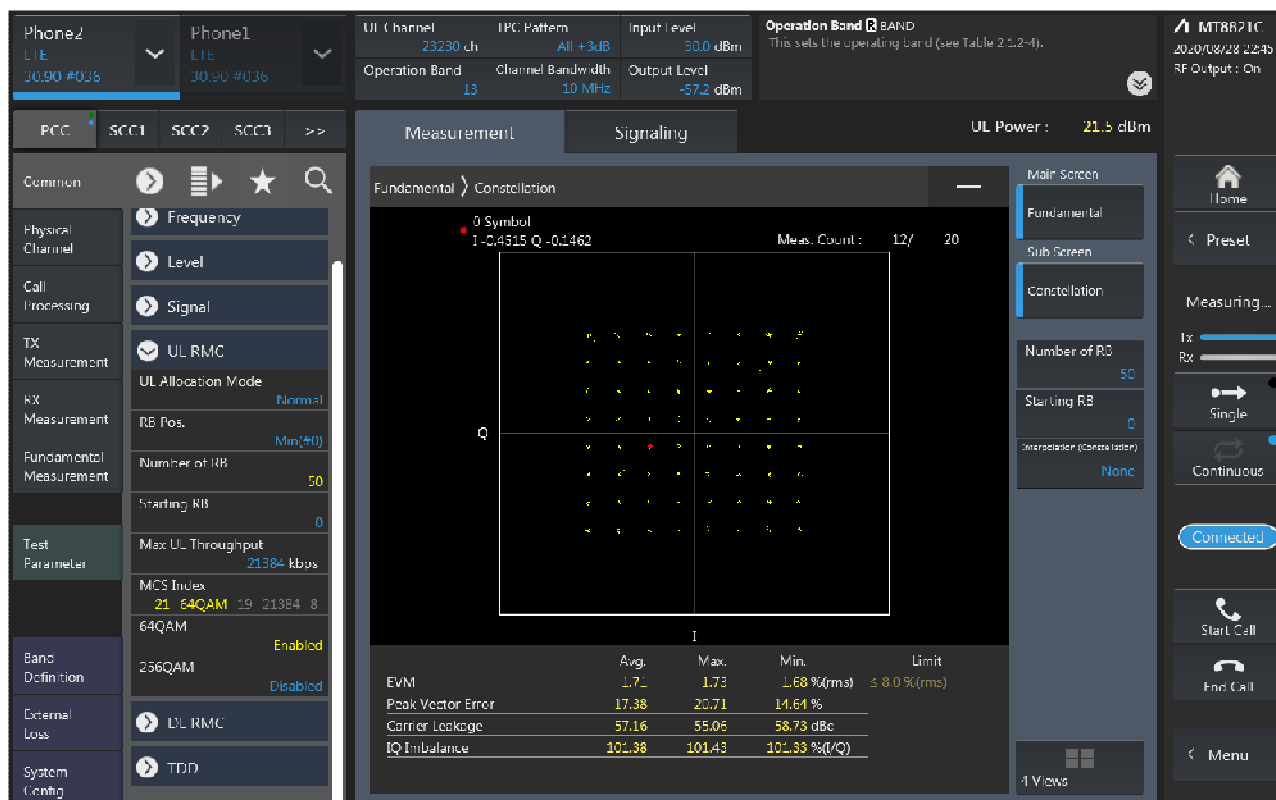 Phone2
LTE
30.90 #036
Phone1
LTE
30.90 #036
UL Channel
23230 ch
TPC Pattern
All +3dB
Input Level
30.0 dBm
Operation Band
13
Channel Bandwidth
10 MHz
Output Level
-57.2 dBm
Operation Band R BAND
This sets the operating band (see Table 2.1.2-4).
MT8821C
2020/08/28 22:45
RF Output : On
PCC
SCC1
SCC2
SCC3
>>
Measurement
Signaling
UL Power : 21.5 dBm
Common
Physical
Channel
Call
Processing
TX
Measurement
RX
Measurement
Fundamental
Measurement
Test
Parameter
Band
Definition
External
Loss
System
Config
Frequency
Level
Signal
UL RMC
UL Allocation Mode
Normal
RB Pos.
Min(#0)
Number of RB
50
Starting RB
0
Max UL Throughput
21384 kbps
MCS Index
21 64QAM 19 21384 8
64QAM
Enabled
256QAM
Disabled
DL RMC
TDD
Fundamental 〉 Constellation
0 Symbol
I -0.4515 Q -0.1462
Meas. Count : 12/ 20
Q
I
Avg. Max. Min. Limit
EVM 1.71 1.73 1.68 %(rms) ≤ 8.0 %(rms)
Peak Vector Error 17.38 20.71 14.64 %
Carrier Leakage -57.16 -55.06 -58.73 dBc
IQ Imbalance 101.38 101.43 101.33 %(I/Q)
Main Screen
Fundamental
Sub Screen
Constellation
Number of RB
50
Starting RB
0
Interpolation (Constellation)
None
4 Views
Home
< Preset
Measuring...
Tx
Rx
Single
Continuous
Connected
Start Call
End Call
< Menu